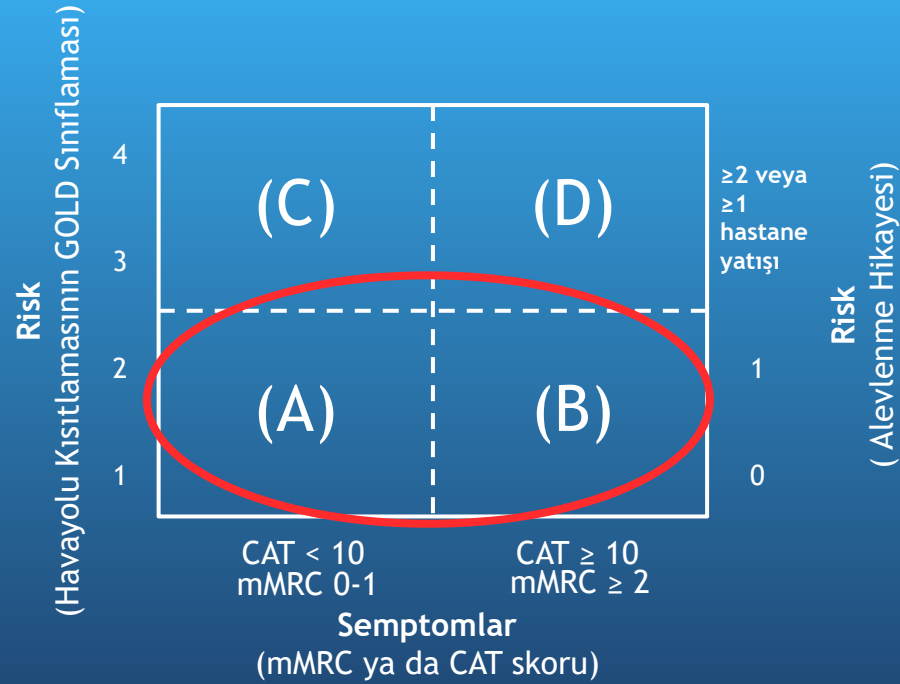 Risk
(Havayolu Kısıtlamasının GOLD Sınıflaması)
4
3
2
1
(C)
(D)
(A)
(B)
≥2 veya
≥1
hastane
yatışı
1
0
Risk
( Alevlenme Hikayesi)
CAT < 10
mMRC 0-1
CAT ≥ 10
mMRC ≥ 2
Semptomlar
(mMRC ya da CAT skoru)